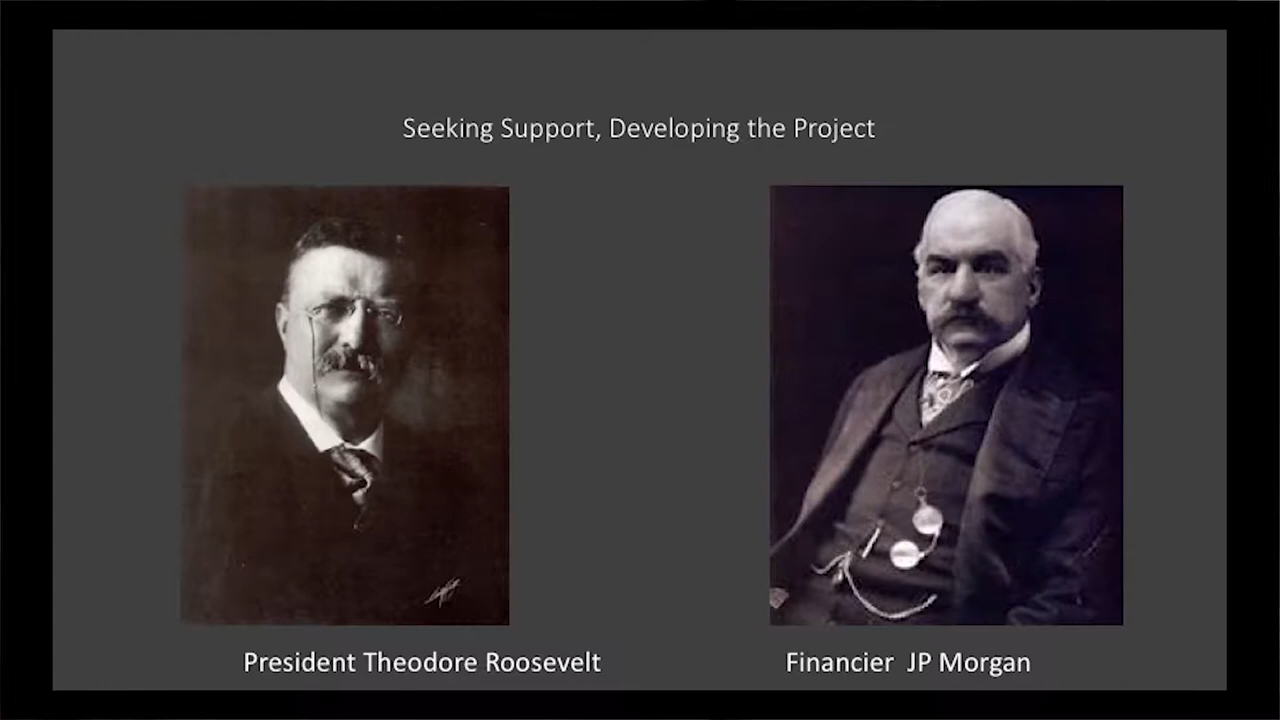 Seeking Support, Developing the Project
President Theodore Roosevelt
Financier JP Morgan